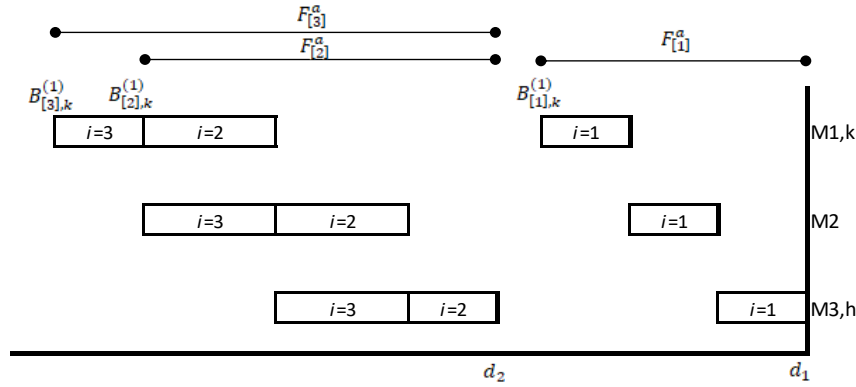 F^a_[3]
F^a_[2] F^a_[1]
B^(1)_[3],k B^(1)_[2],k B^(1)_[1],k
i=3 i=2 i=1 M1,k
i=3 i=2 i=1 M2
i=3 i=2 i=1 M3,h
d_2 d_1